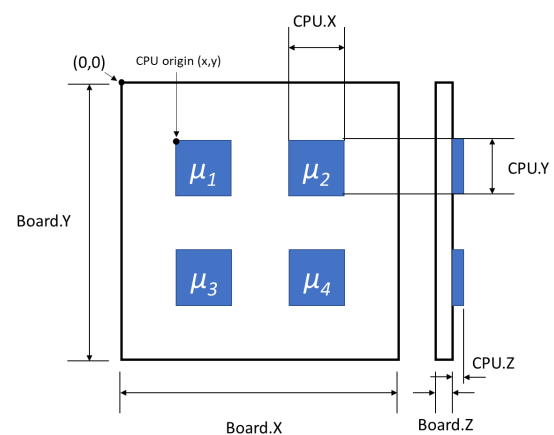 CPU.X
(0,0)
CPU origin (x,y)
μ1
μ2
CPU.Y
Board.Y
μ3
μ4
CPU.Z
Board.X
Board.Z